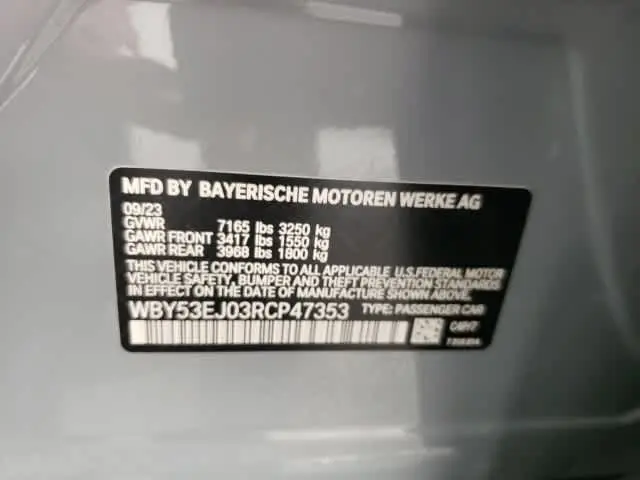 MFD BY BAYERISCHE MOTOREN WERKE AG
09/23
GVWR 7165 lbs 3250 kg
GAWR FRONT 3417 lbs 1550 kg
GAWR REAR 3968 lbs 1800 kg
THIS VEHICLE CONFORMS TO ALL APPLICABLE U.S. FEDERAL MOTOR
VEHICLE SAFETY, BUMPER AND THEFT PREVENTION STANDARDS
IN EFFECT ON THE DATE OF MANUFACTURE SHOWN ABOVE.
WBY53EJ03RCP47353 TYPE: PASSENGER CAR